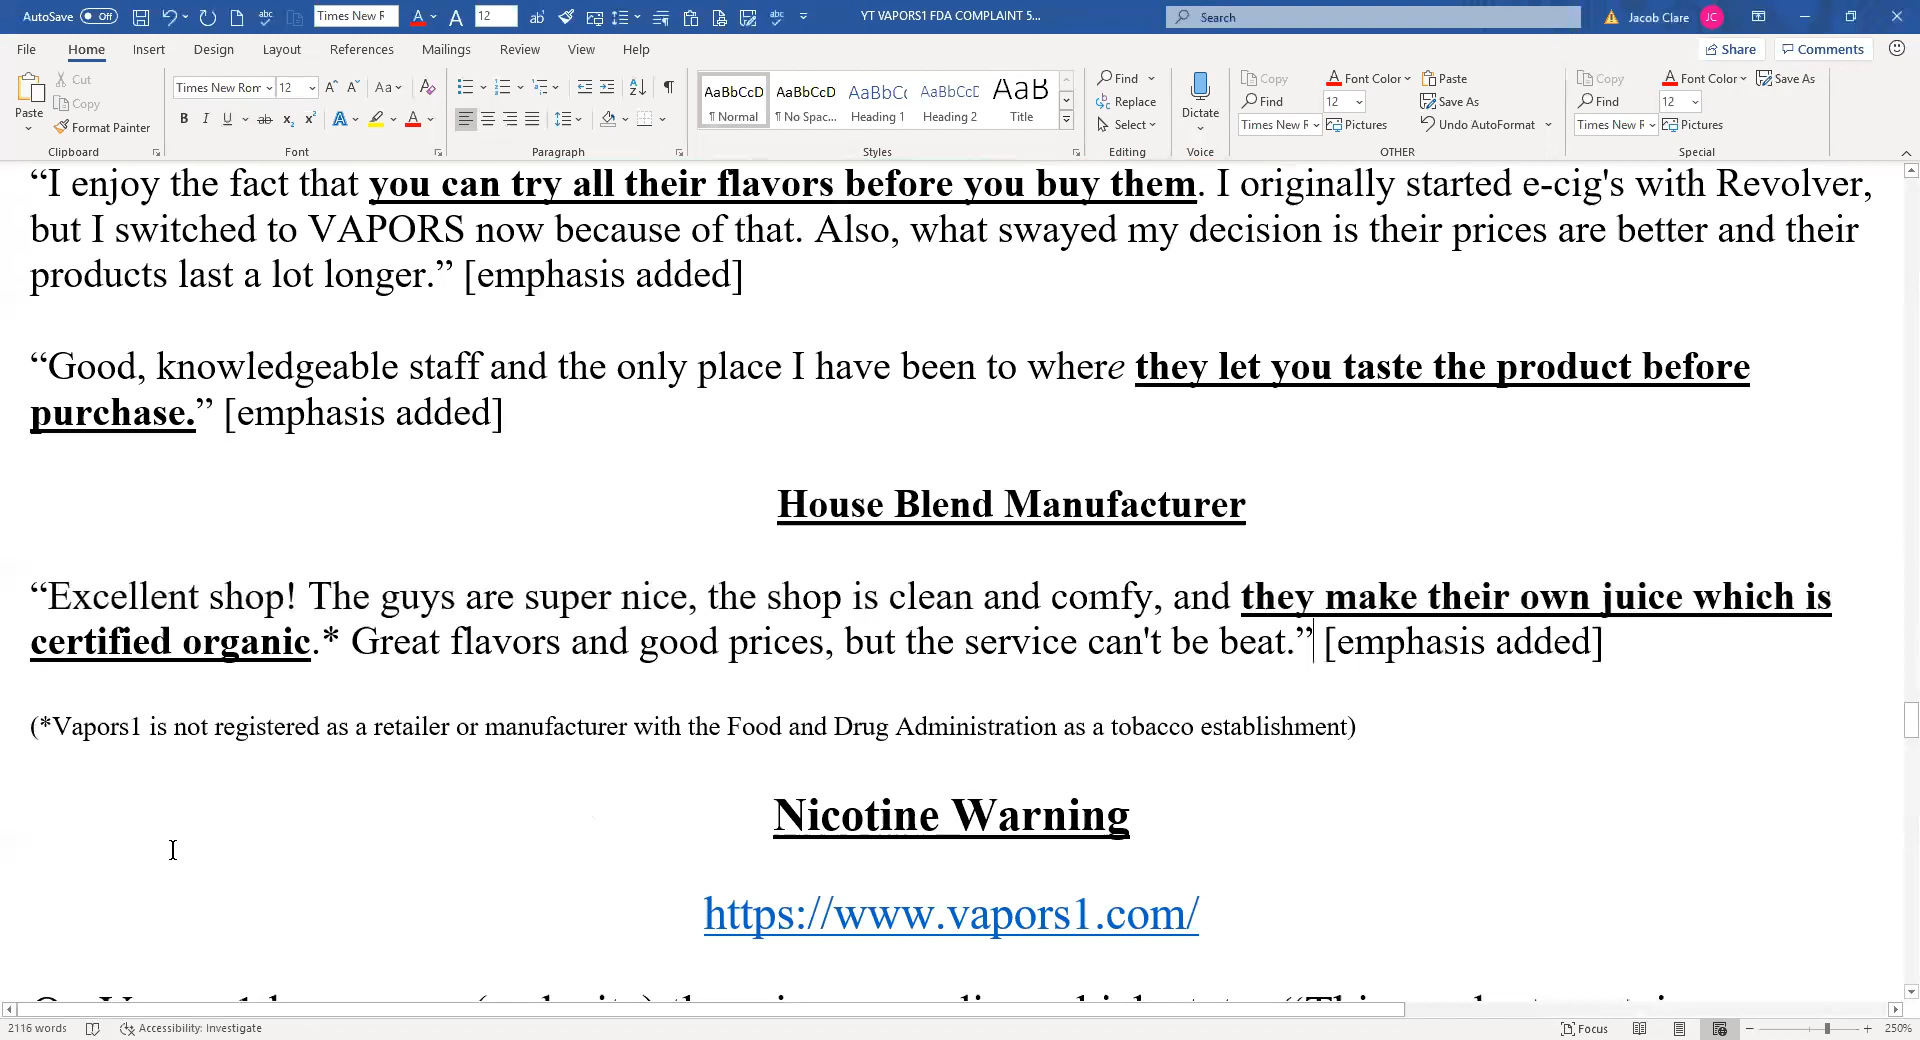 AutoSave Off Times New F A A 12 ab abc YT VAPORS1 FDA COMPLAINT 5... Search Jacob Clare JC
File Home Insert Design Layout References Mailings Review View Help Share Comments
Cut Times New Rom 12 A A Aa A Find Copy Font Color Paste Copy Font Color Save As
Copy AaBbCcD AaBbCcD AaBbCc AaBbCcD AaB Replace Find 12 Save As Find 12
Paste Format Painter B I U ab x₂ x² A A ¶ Normal ¶ No Spac... Heading 1 Heading 2 Title Select Dictate Times New F Pictures Undo AutoFormat Times New F Pictures
Clipboard Font Paragraph Styles Editing Voice OTHER Special
“I enjoy the fact that you can try all their flavors before you buy them. I originally started e-cig's with Revolver,
but I switched to VAPORS now because of that. Also, what swayed my decision is their prices are better and their
products last a lot longer.” [emphasis added]
“Good, knowledgeable staff and the only place I have been to where they let you taste the product before
purchase.” [emphasis added]
House Blend Manufacturer
“Excellent shop! The guys are super nice, the shop is clean and comfy, and they make their own juice which is
certified organic.* Great flavors and good prices, but the service can't be beat.” [emphasis added]
(*Vapors1 is not registered as a retailer or manufacturer with the Food and Drug Administration as a tobacco establishment)
Nicotine Warning
https://www.vapors1.com/
2116 words Accessibility: Investigate Focus 250%